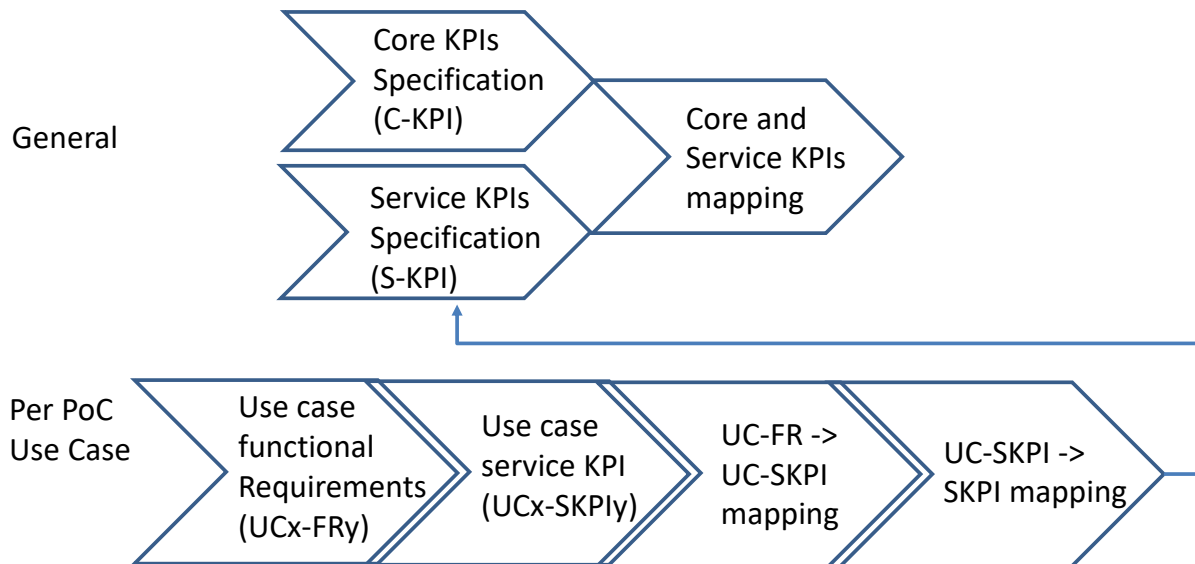 General
Core KPIs
Specification
(C-KPI)
Service KPIs
Specification
(S-KPI)
Core and
Service KPIs
mapping
Per PoC
Use Case
Use case
functional
Requirements
(UCx-FRy)
Use case
service KPI
(UCx-SKPIy)
UC-FR ->
UC-SKPI
mapping
UC-SKPI ->
SKPI mapping